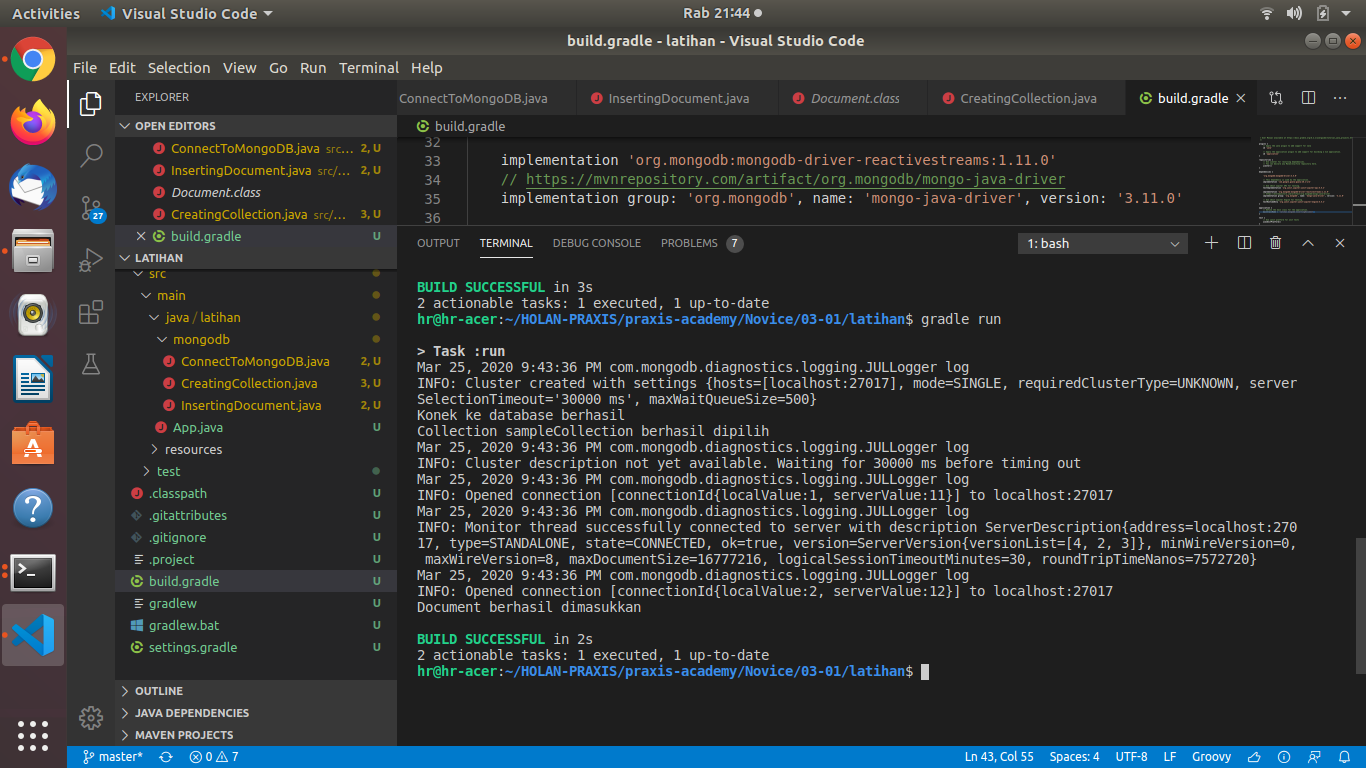 Activities
Visual Studio Code
Rab 21:44
build.gradle - latihan - Visual Studio Code
File Edit Selection View Go Run Terminal Help
EXPLORER
OPEN EDITORS
ConnectToMongoDB.java src... 2, U
InsertingDocument.java src/... 2, U
Document.class
CreatingCollection.java src/... 3, U
build.gradle U
LATIHAN
src
main
java / latihan
mongodb
ConnectToMongoDB.java 2, U
CreatingCollection.java 3, U
InsertingDocument.java 2, U
App.java U
resources
test
.classpath U
.gitattributes U
.gitignore U
.project U
build.gradle U
gradlew U
gradlew.bat U
settings.gradle U
OUTLINE
JAVA DEPENDENCIES
MAVEN PROJECTS
27
ConnectToMongoDB.java InsertingDocument.java Document.class CreatingCollection.java build.gradle
build.gradle
32
33 implementation 'org.mongodb:mongodb-driver-reactivestreams:1.11.0'
34 // https://mvnrepository.com/artifact/org.mongodb/mongo-java-driver
35 implementation group: 'org.mongodb', name: 'mongo-java-driver', version: '3.11.0'
36
OUTPUT TERMINAL DEBUG CONSOLE PROBLEMS 7 1: bash
BUILD SUCCESSFUL in 3s
2 actionable tasks: 1 executed, 1 up-to-date
hr@hr-acer:~/HOLAN-PRAXIS/praxis-academy/Novice/03-01/latihan$ gradle run
> Task :run
Mar 25, 2020 9:43:36 PM com.mongodb.diagnostics.logging.JULLogger log
INFO: Cluster created with settings {hosts=[localhost:27017], mode=SINGLE, requiredClusterType=UNKNOWN, server
SelectionTimeout='30000 ms', maxWaitQueueSize=500}
Konek ke database berhasil
Collection sampleCollection berhasil dipilih
Mar 25, 2020 9:43:36 PM com.mongodb.diagnostics.logging.JULLogger log
INFO: Cluster description not yet available. Waiting for 30000 ms before timing out
Mar 25, 2020 9:43:36 PM com.mongodb.diagnostics.logging.JULLogger log
INFO: Opened connection [connectionId{localValue:1, serverValue:11}] to localhost:27017
Mar 25, 2020 9:43:36 PM com.mongodb.diagnostics.logging.JULLogger log
INFO: Monitor thread successfully connected to server with description ServerDescription{address=localhost:270
17, type=STANDALONE, state=CONNECTED, ok=true, version=ServerVersion{versionList=[4, 2, 3]}, minWireVersion=0,
maxWireVersion=8, maxDocumentSize=16777216, logicalSessionTimeoutMinutes=30, roundTripTimeNanos=7572720}
Mar 25, 2020 9:43:36 PM com.mongodb.diagnostics.logging.JULLogger log
INFO: Opened connection [connectionId{localValue:2, serverValue:12}] to localhost:27017
Document berhasil dimasukkan
BUILD SUCCESSFUL in 2s
2 actionable tasks: 1 executed, 1 up-to-date
hr@hr-acer:~/HOLAN-PRAXIS/praxis-academy/Novice/03-01/latihan$
master* 0 7 Ln 43, Col 55 Spaces: 4 UTF-8 LF Groovy